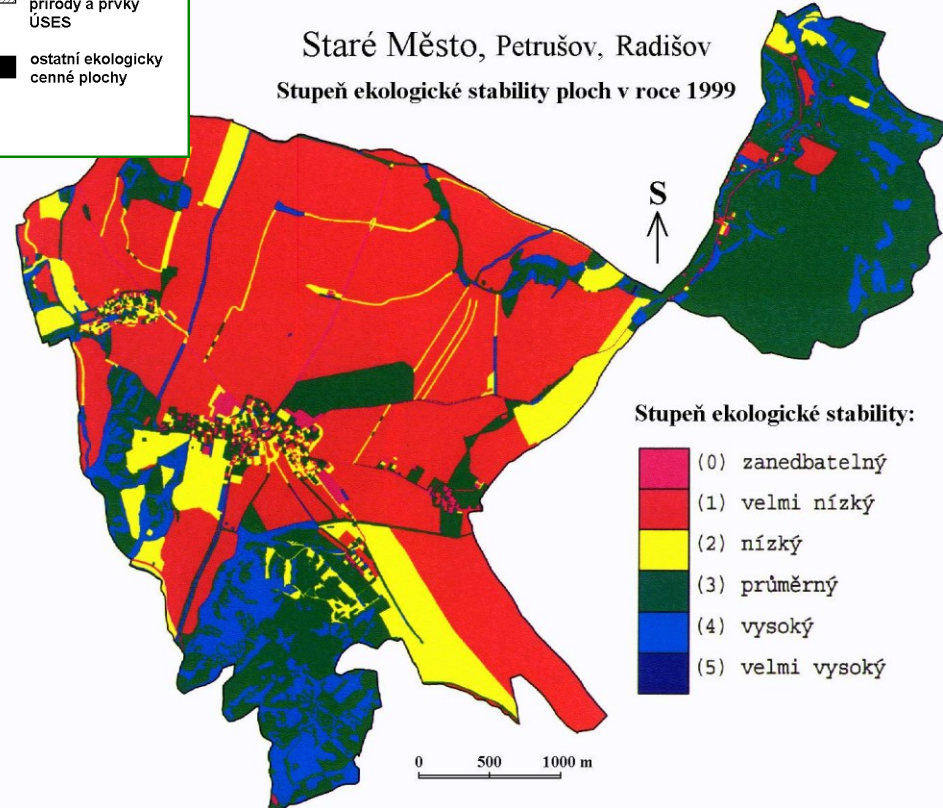 přírody a prvky
ÚSES
ostatní ekologicky
cenné plochy
Staré Město, Petrušov, Radišov
Stupeň ekologické stability ploch v roce 1999
S
Stupeň ekologické stability:
(0) zanedbatelný
(1) velmi nízký
(2) nízký
(3) průměrný
(4) vysoký
(5) velmi vysoký
0 500 1000 m